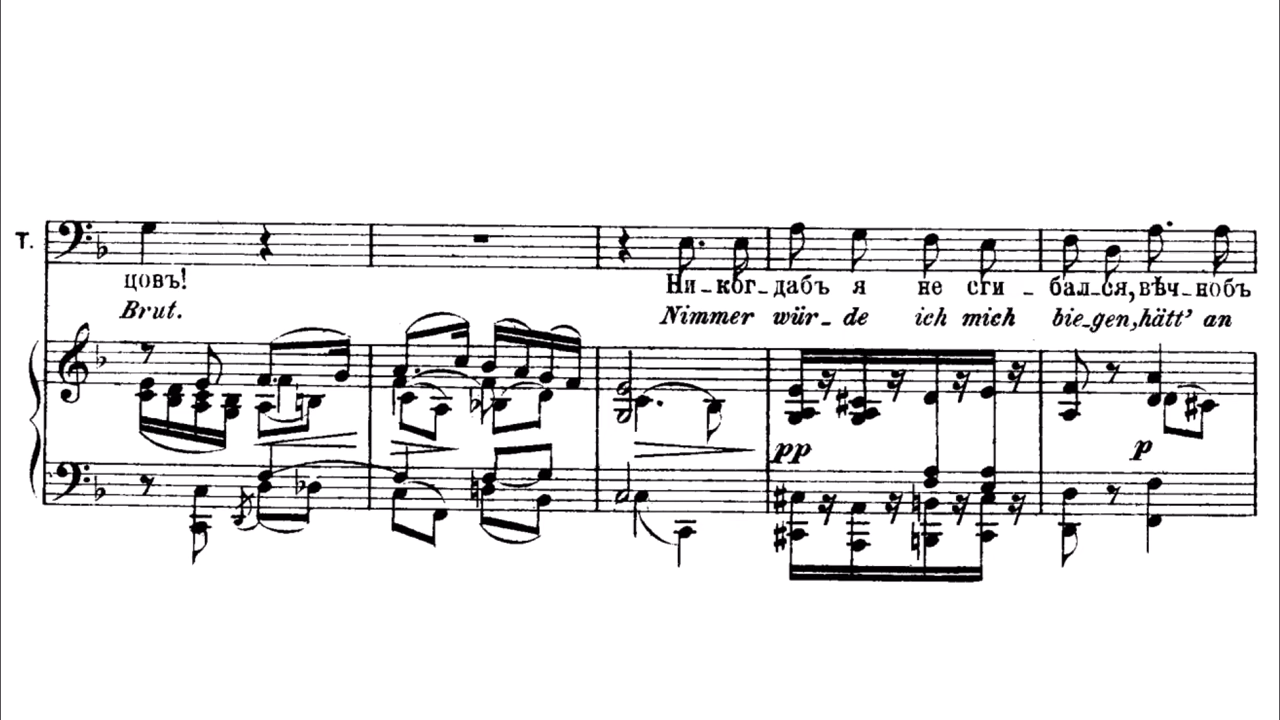 T.
цовъ! Ни-ког-дабъ я не сги-бал-ся, вѣч-нобъ
Brut. Nimmer wür-de ich mich bie-gen, hätt' an
pp p